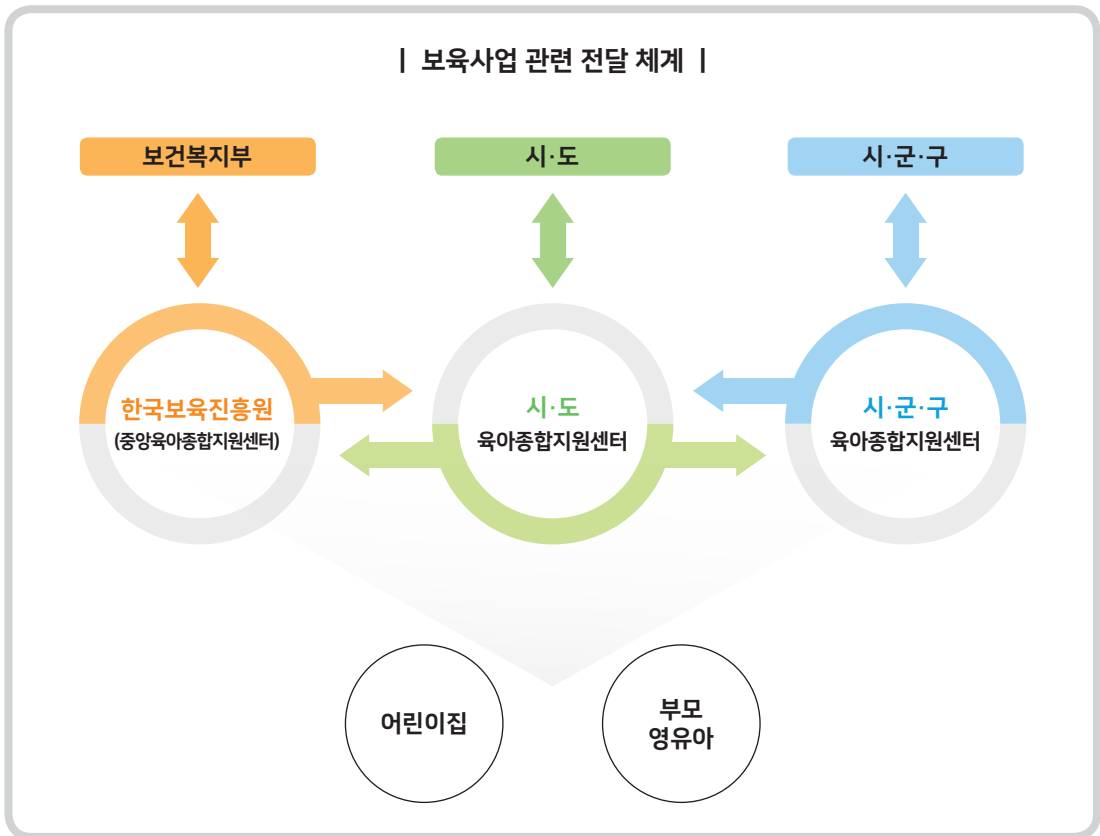 | 보육사업 관련 전달 체계 |
보건복지부
시·도
시·군·구
한국보육진흥원
(중앙육아종합지원센터)
시·도
육아종합지원센터
시·군·구
육아종합지원센터
어린이집
부모
영유아